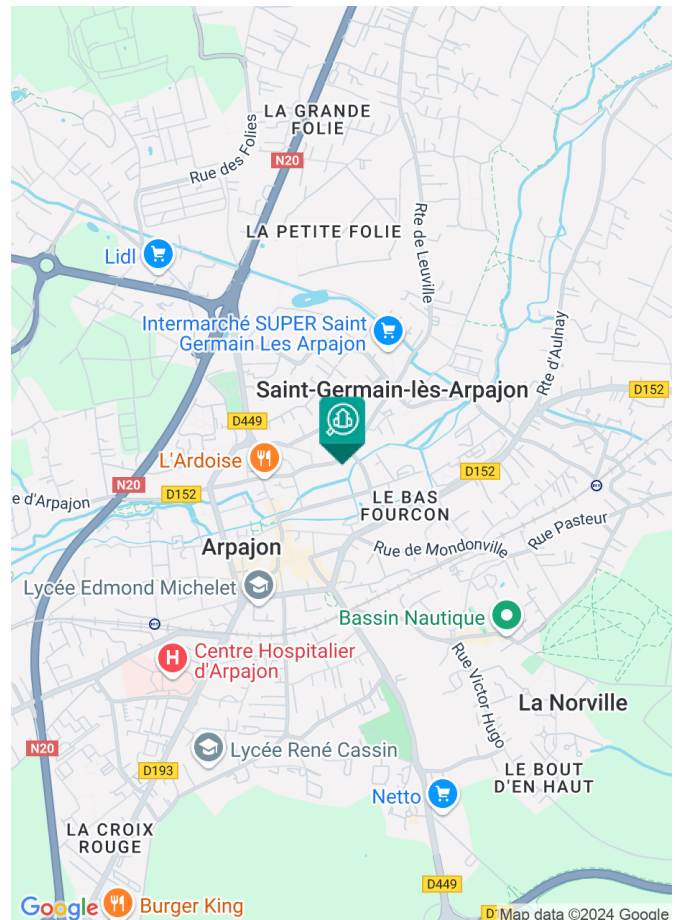 LA GRANDE
FOLIE
Rue des Folies
N20
LA PETITE FOLIE
Rte de Leuville
Lidl
Intermarché SUPER Saint
Germain Les Arpajon
Rte d'Aulnay
Saint-Germain-lès-Arpajon
D152
D449
L'Ardoise
D152
N20
D152
e d'Arpajon
LE BAS
FOURCON
Rue Pasteur
Arpajon
Rue de Mondonville
Lycée Edmond Michelet
Bassin Nautique
H
Centre Hospitalier
d'Arpajon
Rue Victor Hugo
La Norville
N20
Lycée René Cassin
D193
LE BOUT
D'EN HAUT
Netto
LA CROIX
ROUGE
D449
Google
Burger King
Map data ©2024 Google